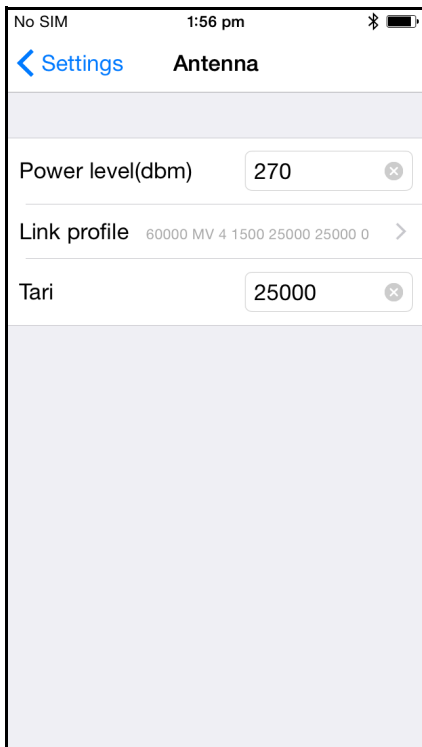 No SIM 1:56 pm
Settings Antenna
Power level(dbm) 270
Link profile 60000 MV 4 1500 25000 25000 0
Tari 25000